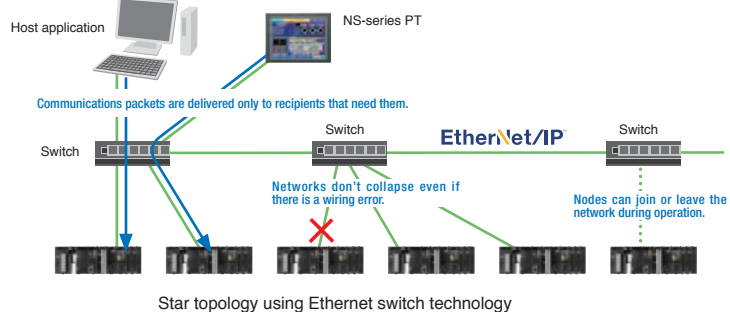 Host application
NS-series PT
Communications packets are delivered only to recipients that need them.
Switch
Switch
EtherNet/IP
Switch
Networks don't collapse even if
there is a wiring error.
Nodes can join or leave the
network during operation.
Star topology using Ethernet switch technology